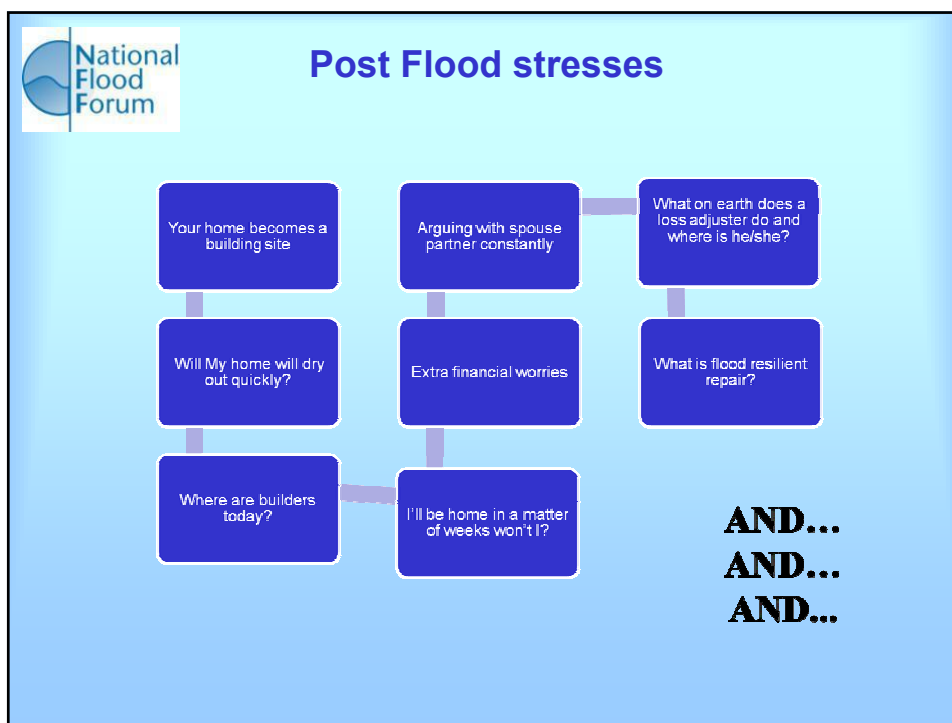 National
Flood
Forum
Post Flood stresses
Your home becomes a
building site
Will My home will dry
out quickly?
Where are builders
today?
I'll be home in a matter
of weeks won't I?
Extra financial worries
Arguing with spouse
partner constantly
What on earth does a
loss adjuster do and
where is he/she?
What is flood resilient
repair?
AND...
AND...
AND...